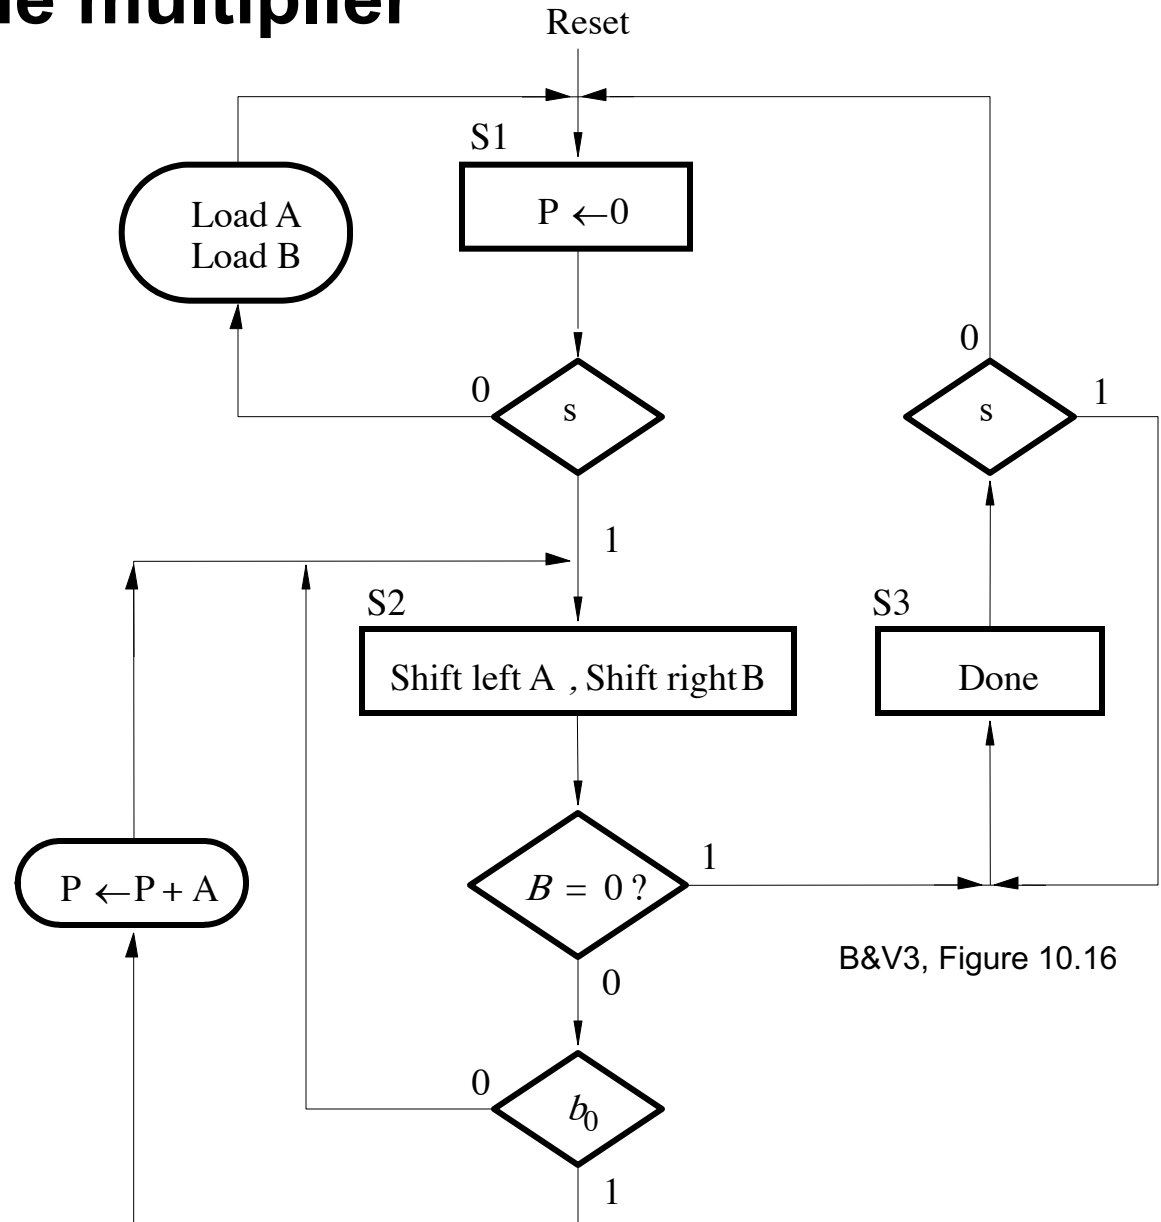 multiplier
Reset
S1
P ←0
Load A
Load B
0
s
1
0
s
1
S2
Shift left A , Shift right B
S3
Done
B = 0 ?
1
0
P ←P + A
B&V3, Figure 10.16
0
b0
1